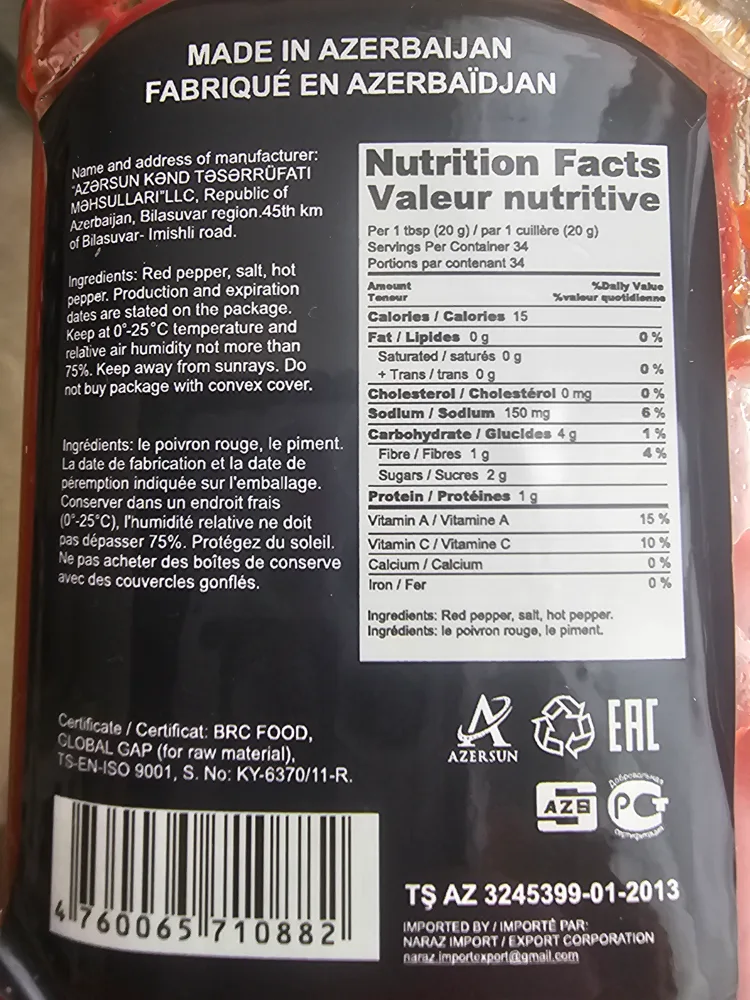 MADE IN AZERBAIJAN
FABRIQUÉ EN AZERBAÏDJAN
Name and address of manufacturer:
"AZƏRSUN KƏND TƏSƏRRÜFATI
MƏHSULLARI"LLC, Republic of
Azerbaijan, Bilasuvar region.45th km
of Bilasuvar- Imishli road.
Ingredients: Red pepper, salt, hot
pepper. Production and expiration
dates are stated on the package.
Keep at 0°-25°C temperature and
relative air humidity not more than
75%. Keep away from sunrays. Do
not buy package with convex cover.
Ingrédients: le poivron rouge, le piment.
La date de fabrication et la date de
péremption indiquée sur l'emballage.
Conserver dans un endroit frais
(0°-25°C), l'humidité relative ne doit
pas dépasser 75%. Protégez du soleil.
Ne pas acheter des boîtes de conserve
avec des couvercles gonflés.
Nutrition Facts
Valeur nutritive
Per 1 tbsp (20 g) / par 1 cuillère (20 g)
Servings Per Container 34
Portions par contenant 34
Amount %Daily Value
Teneur %valeur quotidienne
Calories / Calories 15
Fat / Lipides 0 g 0 %
Saturated / saturés 0 g
+ Trans / trans 0 g 0 %
Cholesterol / Cholestérol 0 mg 0 %
Sodium / Sodium 150 mg 6 %
Carbohydrate / Glucides 4 g 1 %
Fibre / Fibres 1 g 4 %
Sugars / Sucres 2 g
Protein / Protéines 1 g
Vitamin A / Vitamine A 15 %
Vitamin C / Vitamine C 10 %
Calcium / Calcium 0 %
Iron / Fer 0 %
Ingredients: Red pepper, salt, hot pepper.
Ingrédients: le poivron rouge, le piment.
Certificate / Certificat: BRC FOOD,
GLOBAL GAP (for raw material),
TS-EN-ISO 9001, S. No: KY-6370/11-R.
AZERSUN
EAC
AZS
Добровольная
РСТ
сертификация
4 760065 710882
TŞ AZ 3245399-01-2013
IMPORTED BY / IMPORTÉ PAR:
NARAZ IMPORT / EXPORT CORPORATION
naraz.importexport@gmail.com